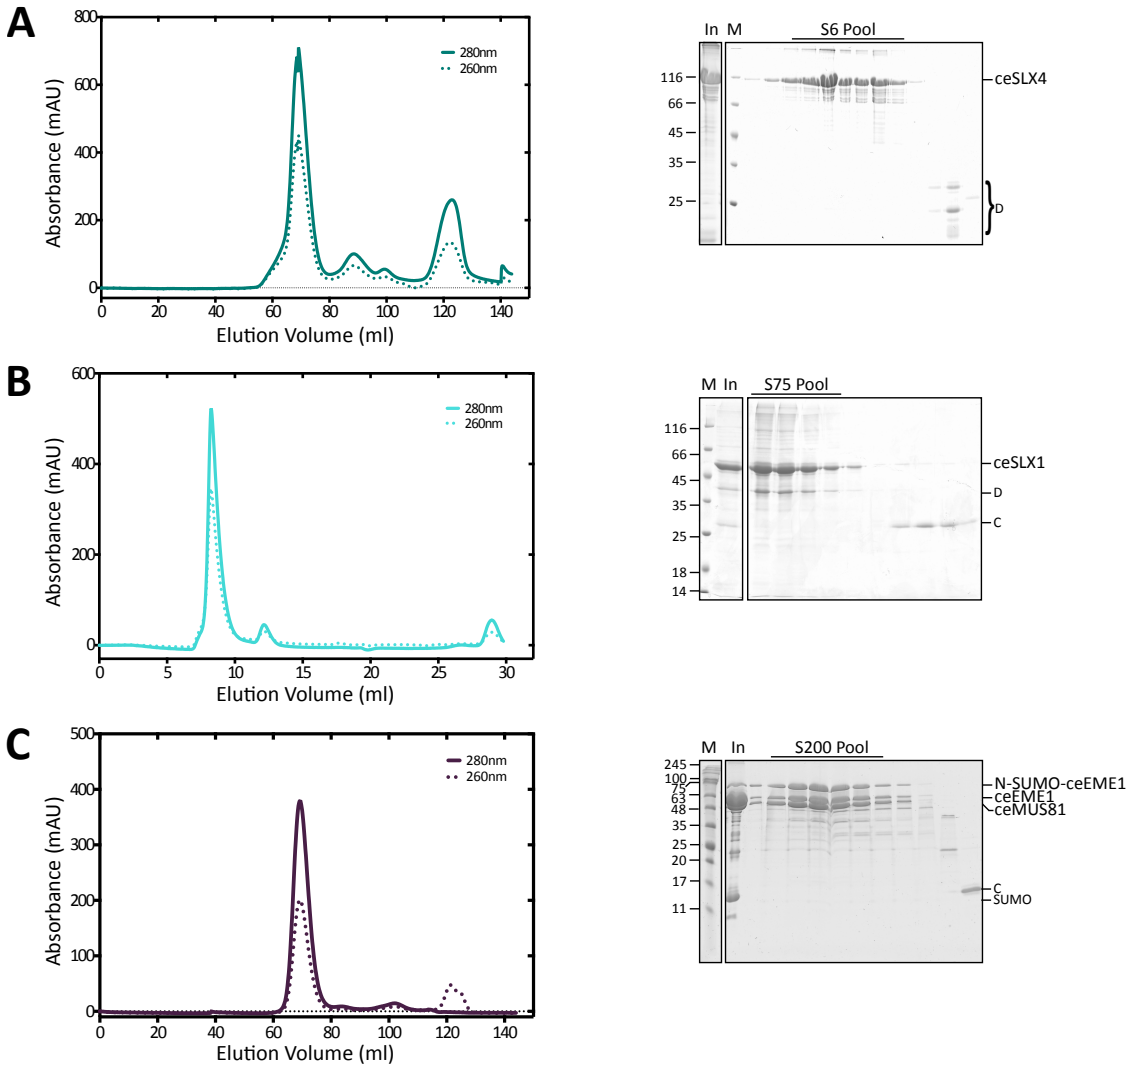 A
Absorbance (mAU)
800
600
400
200
0
280nm
260nm
0 20 40 60 80 100 120 140
Elution Volume (ml)
In M S6 Pool
116
66
45
35
25
ceSLX4
D
B
Absorbance (mAU)
600
400
200
0
280nm
260nm
0 5 10 15 20 25 30
Elution Volume (ml)
M In S75 Pool
116
66
45
35
25
18
14
ceSLX1
D
C
C
Absorbance (mAU)
500
400
300
200
100
0
280nm
260nm
0 20 40 60 80 100 120 140
Elution Volume (ml)
M In S200 Pool
245
100
75
63
48
35
25
20
17
11
N-SUMO-ceEME1
ceEME1
ceMUS81
C
SUMO